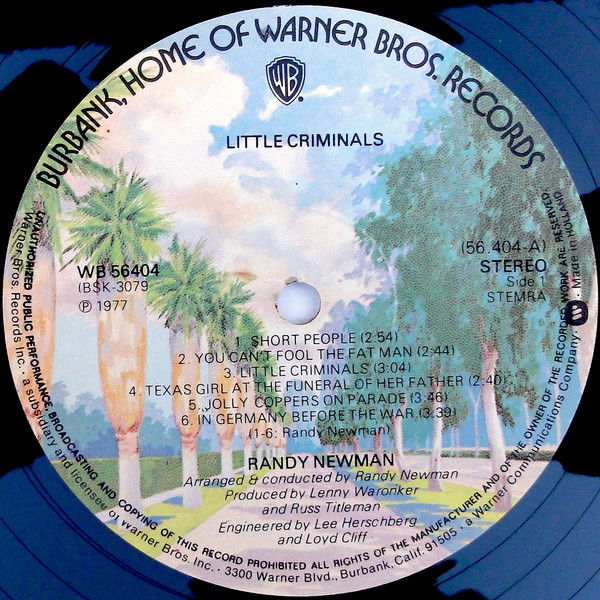 BURBANK, HOME OF WARNER BROS. RECORDS
WB
LITTLE CRIMINALS
WB 56404
(BSK-3079
℗ 1977
(56 404-A)
STEREO
Side 1
STEMRA
1. SHORT PEOPLE (2:54)
2. YOU CAN'T FOOL THE FAT MAN (2:44)
3. LITTLE CRIMINALS (3:04)
4. TEXAS GIRL AT THE FUNERAL OF HER FATHER (2:40)
5. JOLLY COPPERS ON PARADE (3:46)
6. IN GERMANY BEFORE THE WAR (3:39)
(1-6: Randy Newman)
RANDY NEWMAN
Arranged & conducted by Randy Newman
Produced by Lenny Waronker
and Russ Titleman
Engineered by Lee Herschberg
and Loyd Cliff
UNAUTHORIZED PUBLIC PERFORMANCE BROADCASTING AND COPYING OF THIS RECORD PROHIBITED ALL RIGHTS OF THE MANUFACTURER AND OF THE OWNER OF THE RECORDED WORK ARE RESERVED.
Warner Bros. Records Inc. · a subsidiary and licensee of Warner Bros. Inc. · 3300 Warner Blvd., Burbank, Calif. 91505 · a Warner Communications Company · Made in Holland